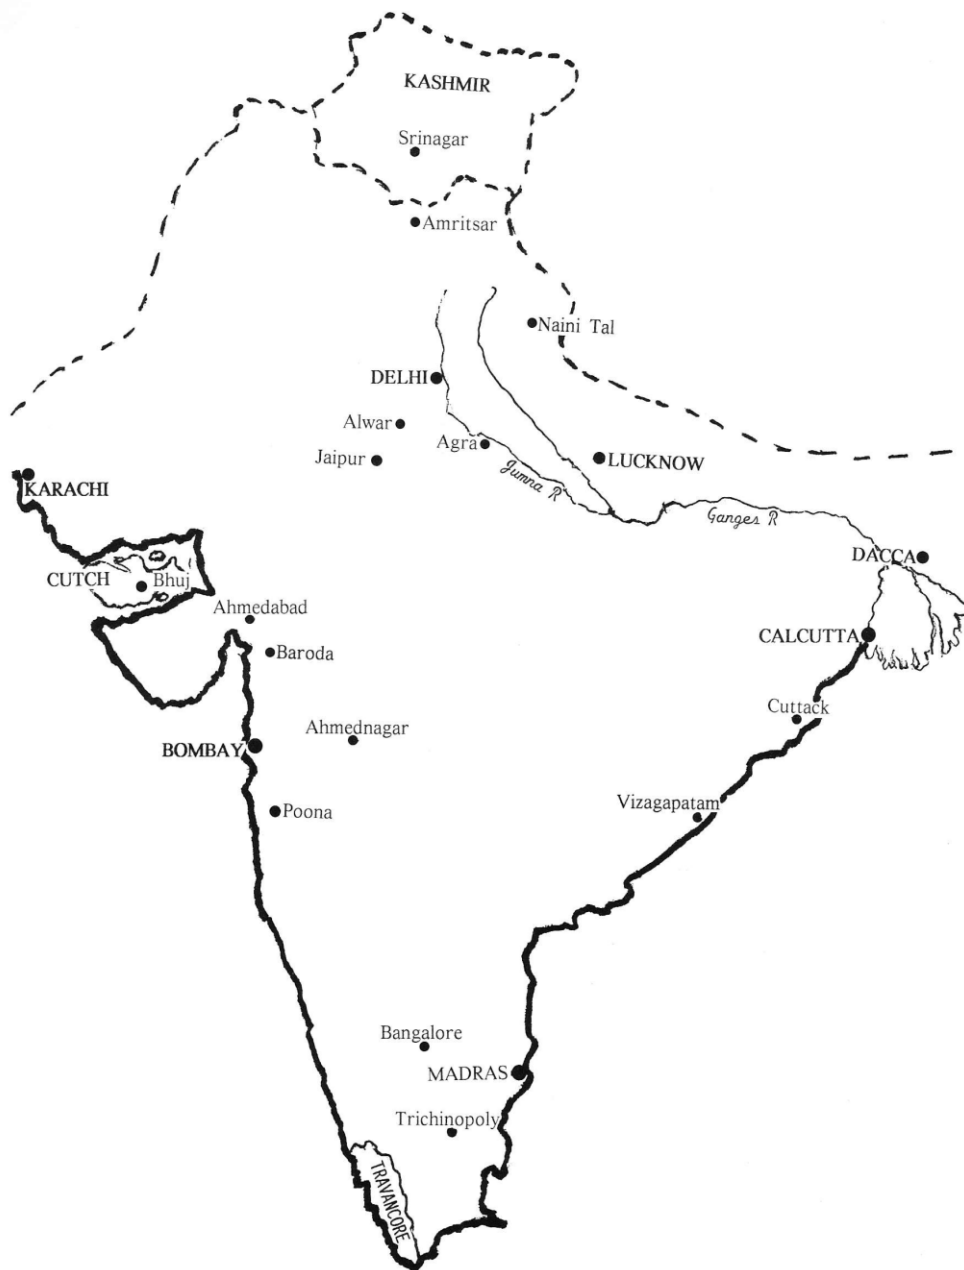 KASHMIR
Srinagar
Amritsar
Naini Tal
DELHI
Alwar
Agra
Jaipur
LUCKNOW
Jumna R
KARACHI
Ganges R
DACCA
CUTCH
Bhuj
Ahmedabad
CALCUTTA
Baroda
Cuttack
Ahmednagar
BOMBAY
Vizagapatam
Poona
Bangalore
MADRAS
Trichinopoly
TRAVANCORE